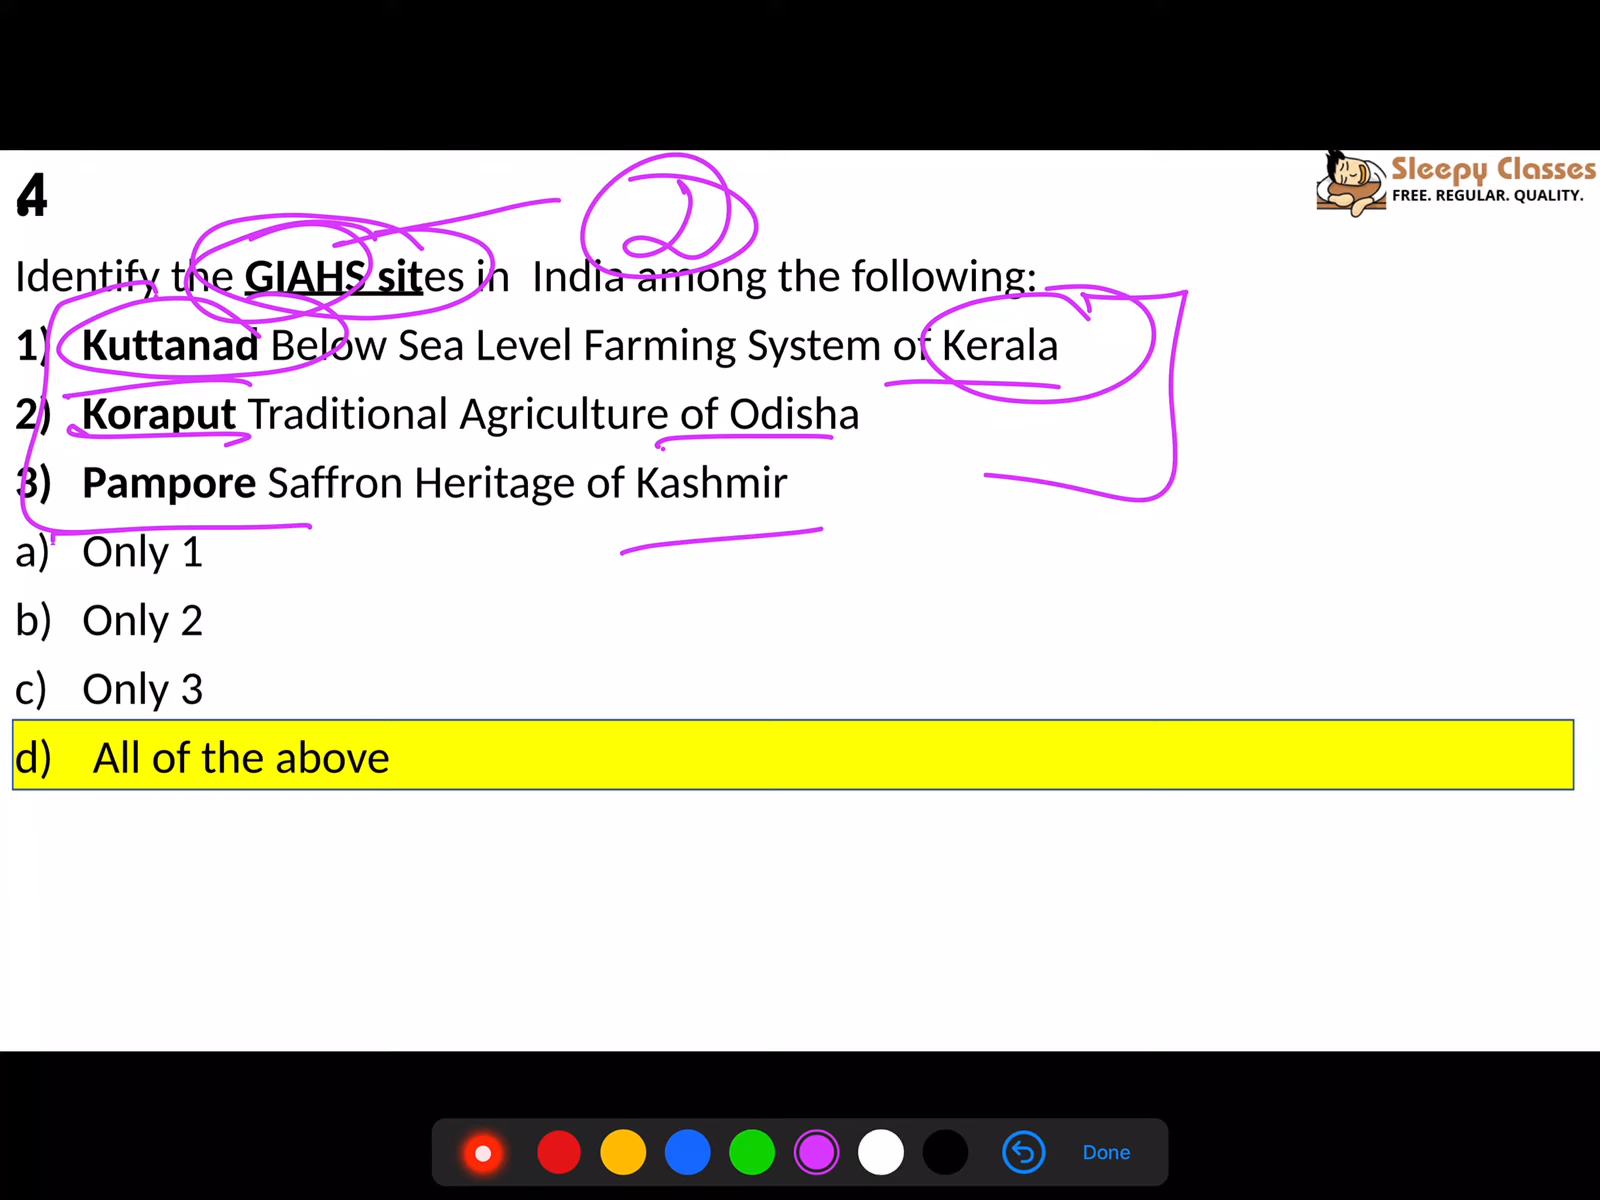 4
Sleepy Classes
FREE. REGULAR. QUALITY.
2
Identify the GIAHS sites in India among the following:
1) Kuttanad Below Sea Level Farming System of Kerala
2) Koraput Traditional Agriculture of Odisha
3) Pampore Saffron Heritage of Kashmir
a) Only 1
b) Only 2
c) Only 3
d) All of the above
Done